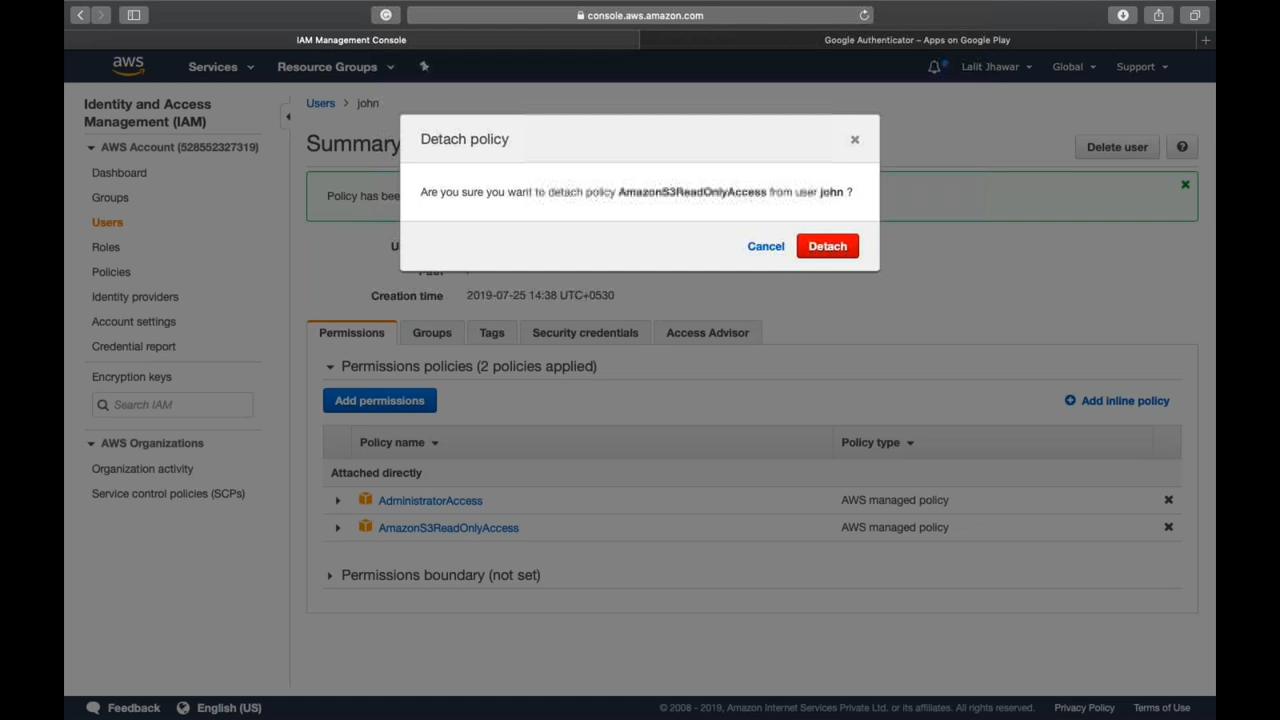 console.aws.amazon.com
IAM Management Console
Google Authenticator – Apps on Google Play
aws
Services
Resource Groups
Lalit Jhawar
Global
Support
Identity and Access
Management (IAM)
AWS Account (528552327319)
Dashboard
Groups
Users
Roles
Policies
Identity providers
Account settings
Credential report
Encryption keys
Search IAM
AWS Organizations
Organization activity
Service control policies (SCPs)
Users > john
Summary
Delete user
Policy has bee
Detach policy
Are you sure you want to detach policy AmazonS3ReadOnlyAccess from user john ?
Cancel
Detach
Creation time 2019-07-25 14:38 UTC+0530
Permissions
Groups
Tags
Security credentials
Access Advisor
Permissions policies (2 policies applied)
Add permissions
Add inline policy
Policy name
Policy type
Attached directly
AdministratorAccess
AWS managed policy
AmazonS3ReadOnlyAccess
AWS managed policy
Permissions boundary (not set)
Feedback
English (US)
© 2008 - 2019, Amazon Internet Services Private Ltd. or its affiliates. All rights reserved.
Privacy Policy
Terms of Use